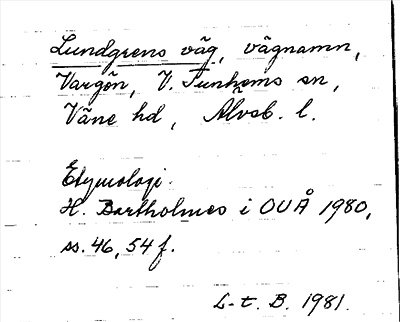 Lundgrens väg, vägnamn,
Vargön, V. Tunhems sn,
Väne hd, Älvsb. l.
Etymologi.
H. Bartholmes i OUÅ 1980,
ss. 46, 54 f.
L-t. B. 1981.